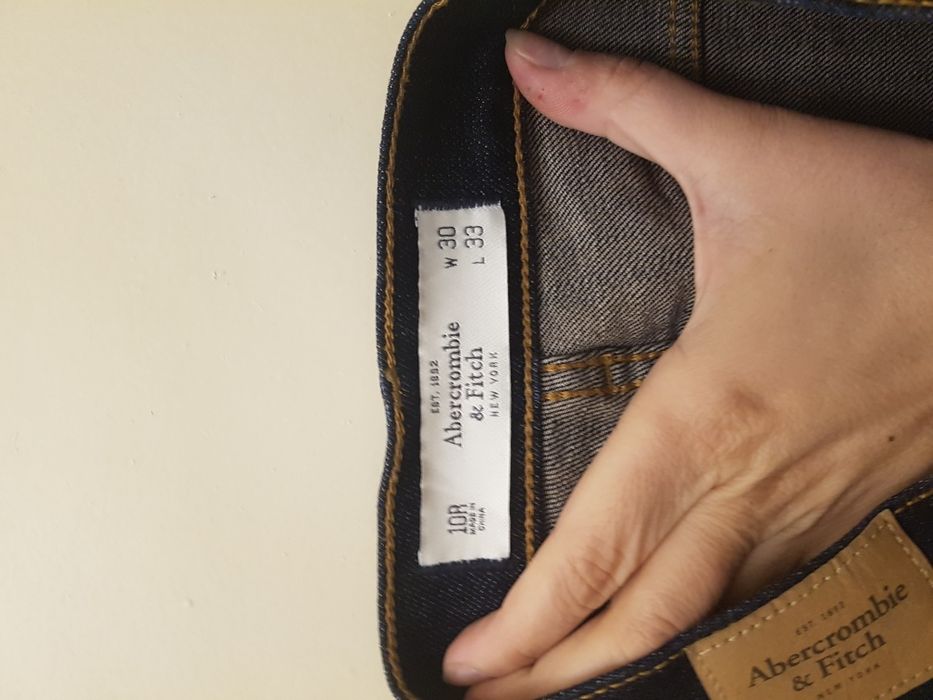 10R
MADE IN
CHINA
EST. 1892
Abercrombie
& Fitch
NEW YORK
W 30
L 33
EST. 1892
Abercrombie
& Fitch
NEW YORK